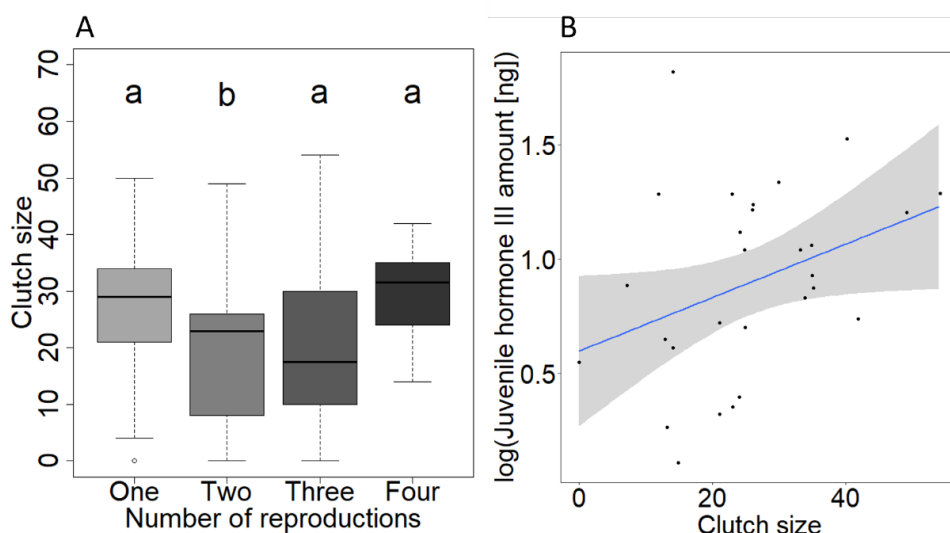 A
Clutch size
70
60
50
40
30
20
10
0
a b a a
One Two Three Four
Number of reproductions
B
log(Juvenile hormone III amount [ng])
1.5
1.0
0.5
0 20 40
Clutch size